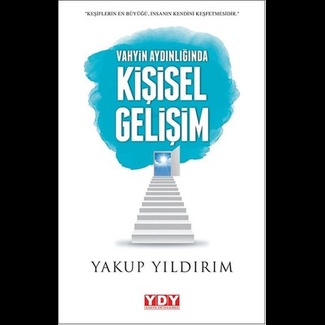 "KEŞİFLERİN EN BÜYÜĞÜ, İNSANIN KENDİNİ KEŞFETMESİDİR."
VAHYİN AYDINLIĞINDA
KİŞİSEL
GELİŞİM
YAKUP YILDIRIM
YDY